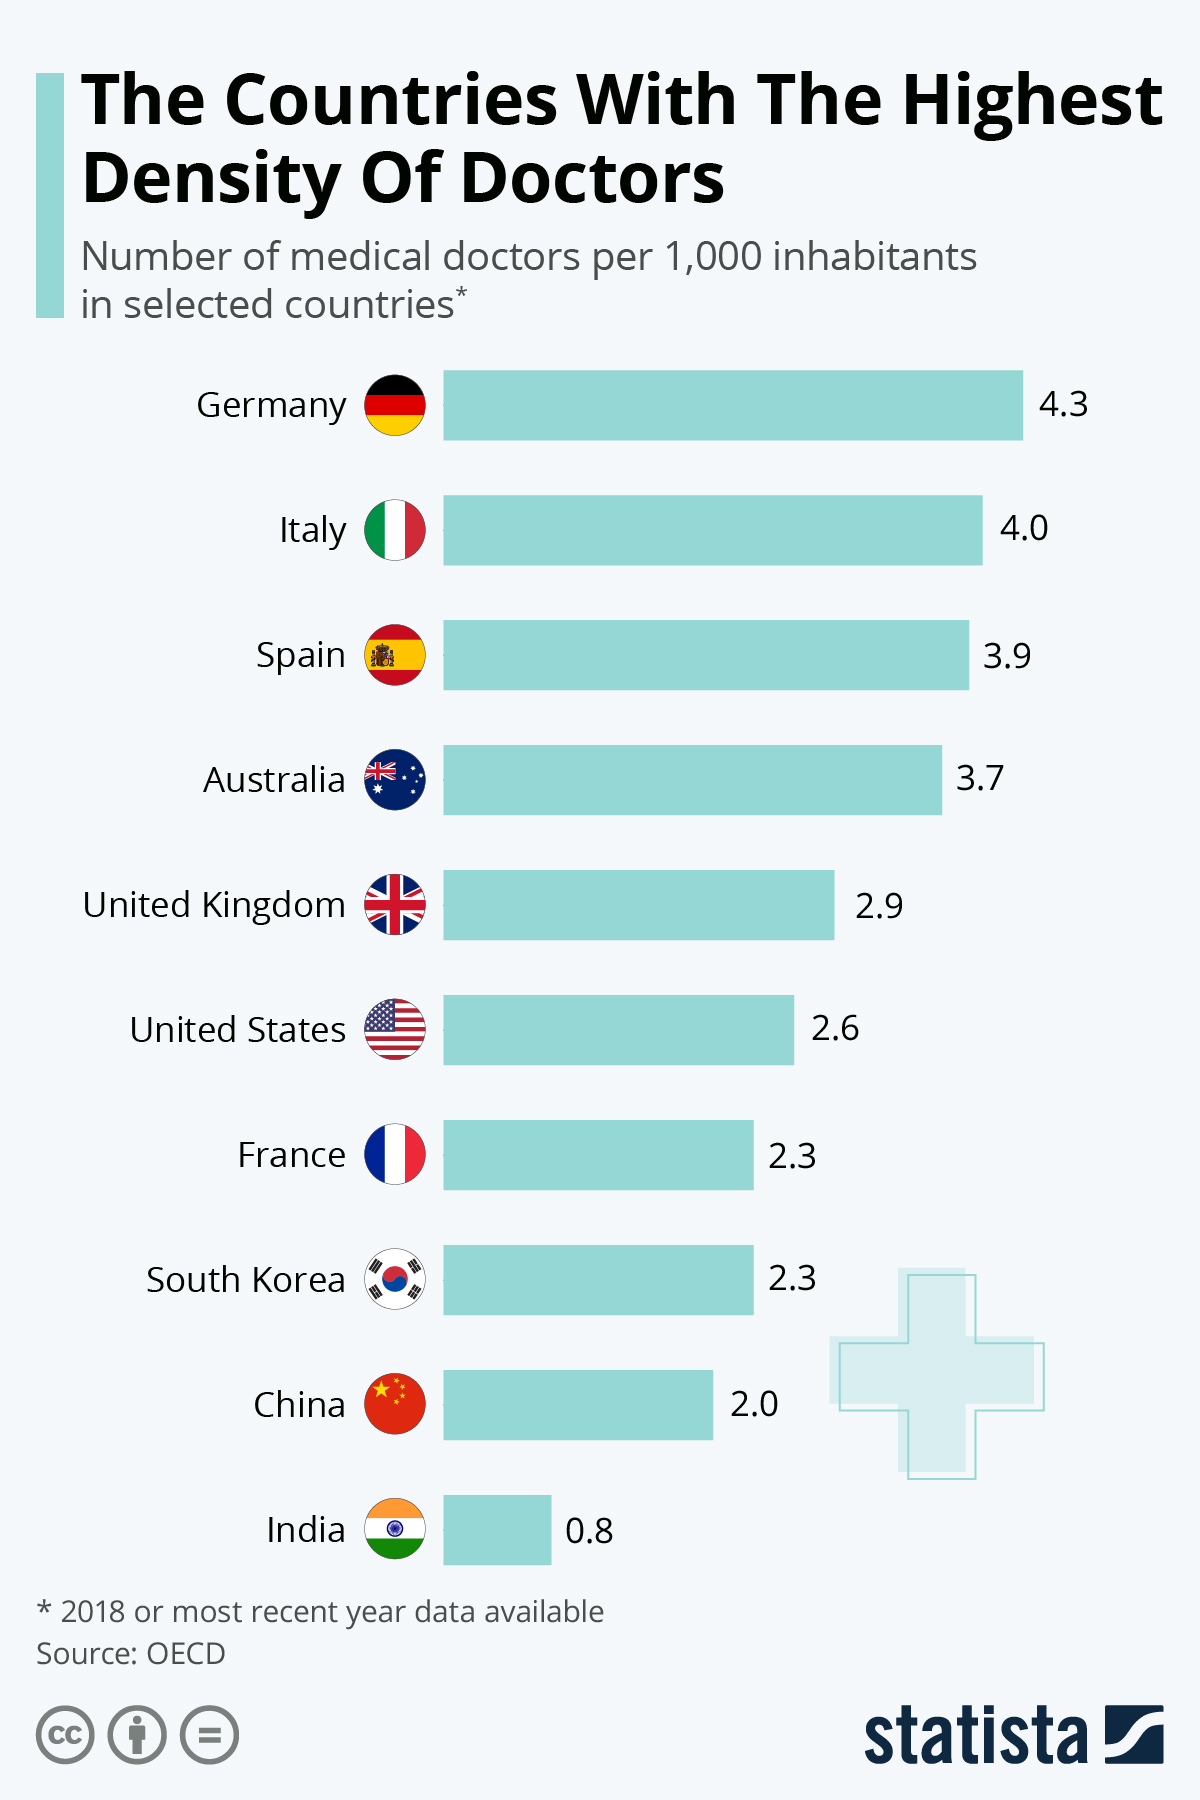 The Countries With The Highest
Density Of Doctors
Number of medical doctors per 1,000 inhabitants
in selected countries*
Germany 4.3
Italy 4.0
Spain 3.9
Australia 3.7
United Kingdom 2.9
United States 2.6
France 2.3
South Korea 2.3
China 2.0
India 0.8
* 2018 or most recent year data available
Source: OECD
cc = statista